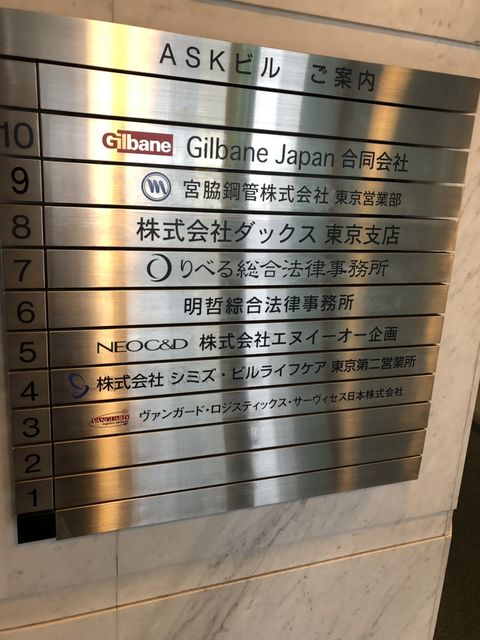 ASKビル ご案内
10 Gilbane Gilbane Japan 合同会社
9 宮脇鋼管株式会社 東京営業部
8 株式会社ダックス 東京支店
7 りべる総合法律事務所
6 明哲綜合法律事務所
5 NEOC&D 株式会社エヌイーオー企画
4 株式会社 シミズ・ビルライフケア 東京第二営業所
3 VANGUARD ヴァンガード・ロジスティックス・サーヴィセス日本株式会社
2
1